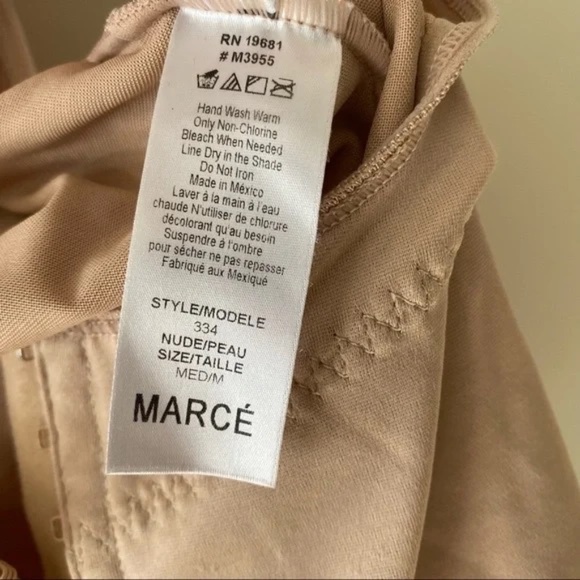 RN 19681
# M3955
Hand Wash Warm
Only Non-Chlorine
Bleach When Needed
Line Dry in the Shade
Do Not Iron
Made in México
Laver à la main à l'eau
chaude N'utiliser de chlorure
décolorant qu'au besoin
Suspendre à l'ombre
pour sécher ne pas repasser
Fabriqué aux Mexique
STYLE/MODELE
334
NUDE/PEAU
SIZE/TAILLE
MED/M
MARCÉ